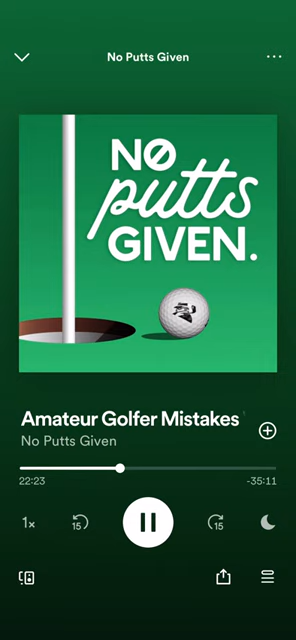 No Putts Given
NO
putts
GIVEN.
Amateur Golfer Mistakes
No Putts Given
22:23
-35:11
1x
15
15